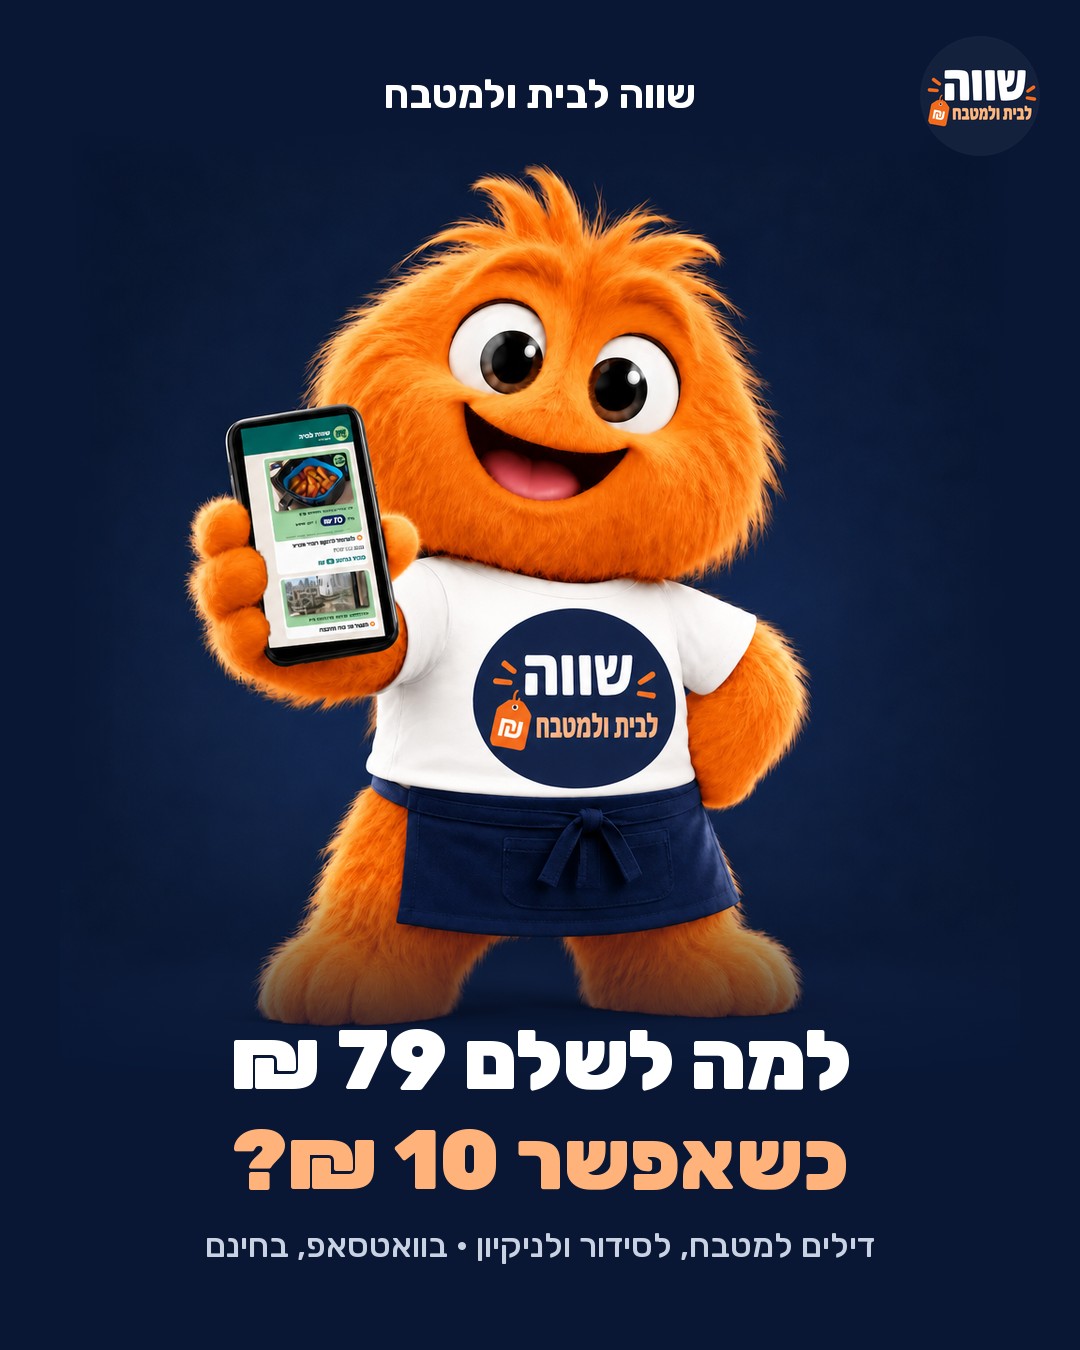 שווה לבית ולמטבח
שווה
לבית ולמטבח
₪
שווה
לבית ולמטבח
₪
למה לשלם 79 ₪
כשאפשר 10 ₪?
דילים למטבח, לסידור ולניקיון • בוואטסאפ, בחינם